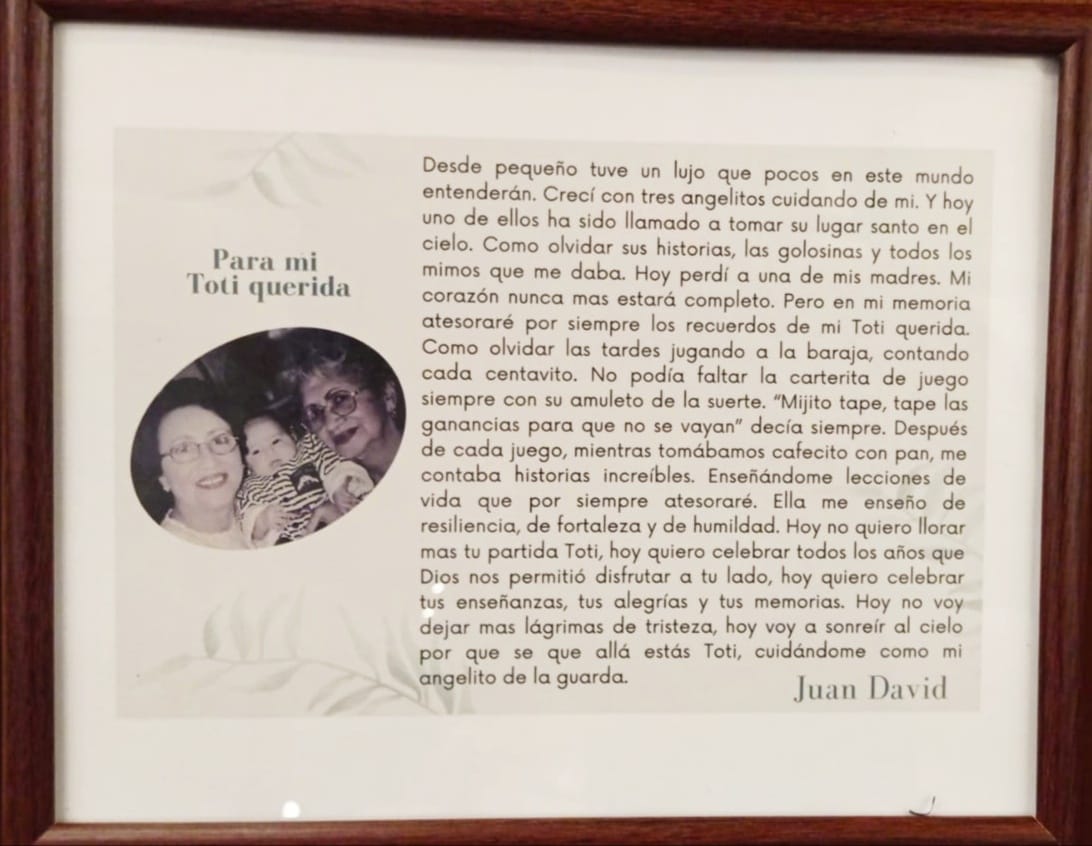 Para mi
Toti querida
Desde pequeño tuve un lujo que pocos en este mundo
entenderán. Crecí con tres angelitos cuidando de mi. Y hoy
uno de ellos ha sido llamado a tomar su lugar santo en el
cielo. Como olvidar sus historias, las golosinas y todos los
mimos que me daba. Hoy perdí a una de mis madres. Mi
corazón nunca mas estará completo. Pero en mi memoria
atesoraré por siempre los recuerdos de mi Toti querida.
Como olvidar las tardes jugando a la baraja, contando
cada centavito. No podía faltar la carterita de juego
siempre con su amuleto de la suerte. “Mijito tape, tape las
ganancias para que no se vayan” decía siempre. Después
de cada juego, mientras tomábamos cafecito con pan, me
contaba historias increíbles. Enseñándome lecciones de
vida que por siempre atesoraré. Ella me enseño de
resiliencia, de fortaleza y de humildad. Hoy no quiero llorar
mas tu partida Toti, hoy quiero celebrar todos los años que
Dios nos permitió disfrutar a tu lado, hoy quiero celebrar
tus enseñanzas, tus alegrías y tus memorias. Hoy no voy
dejar mas lágrimas de tristeza, hoy voy a sonreír al cielo
por que se que allá estás Toti, cuidándome como mi
angelito de la guarda.
Juan David